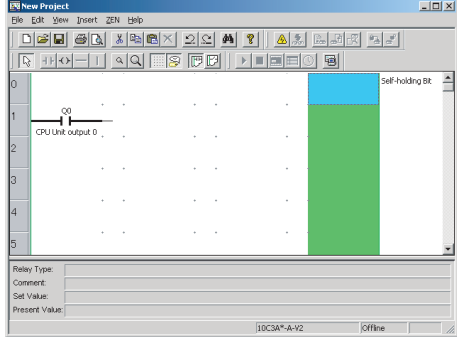 New Project
File Edit View Insert ZEN Help
0
Self-holding Bit
1
Q0
CPU Unit output 0
2
3
4
5
Relay Type:
Comment:
Set Value:
Present Value:
10C3A*-A-V2
Offline